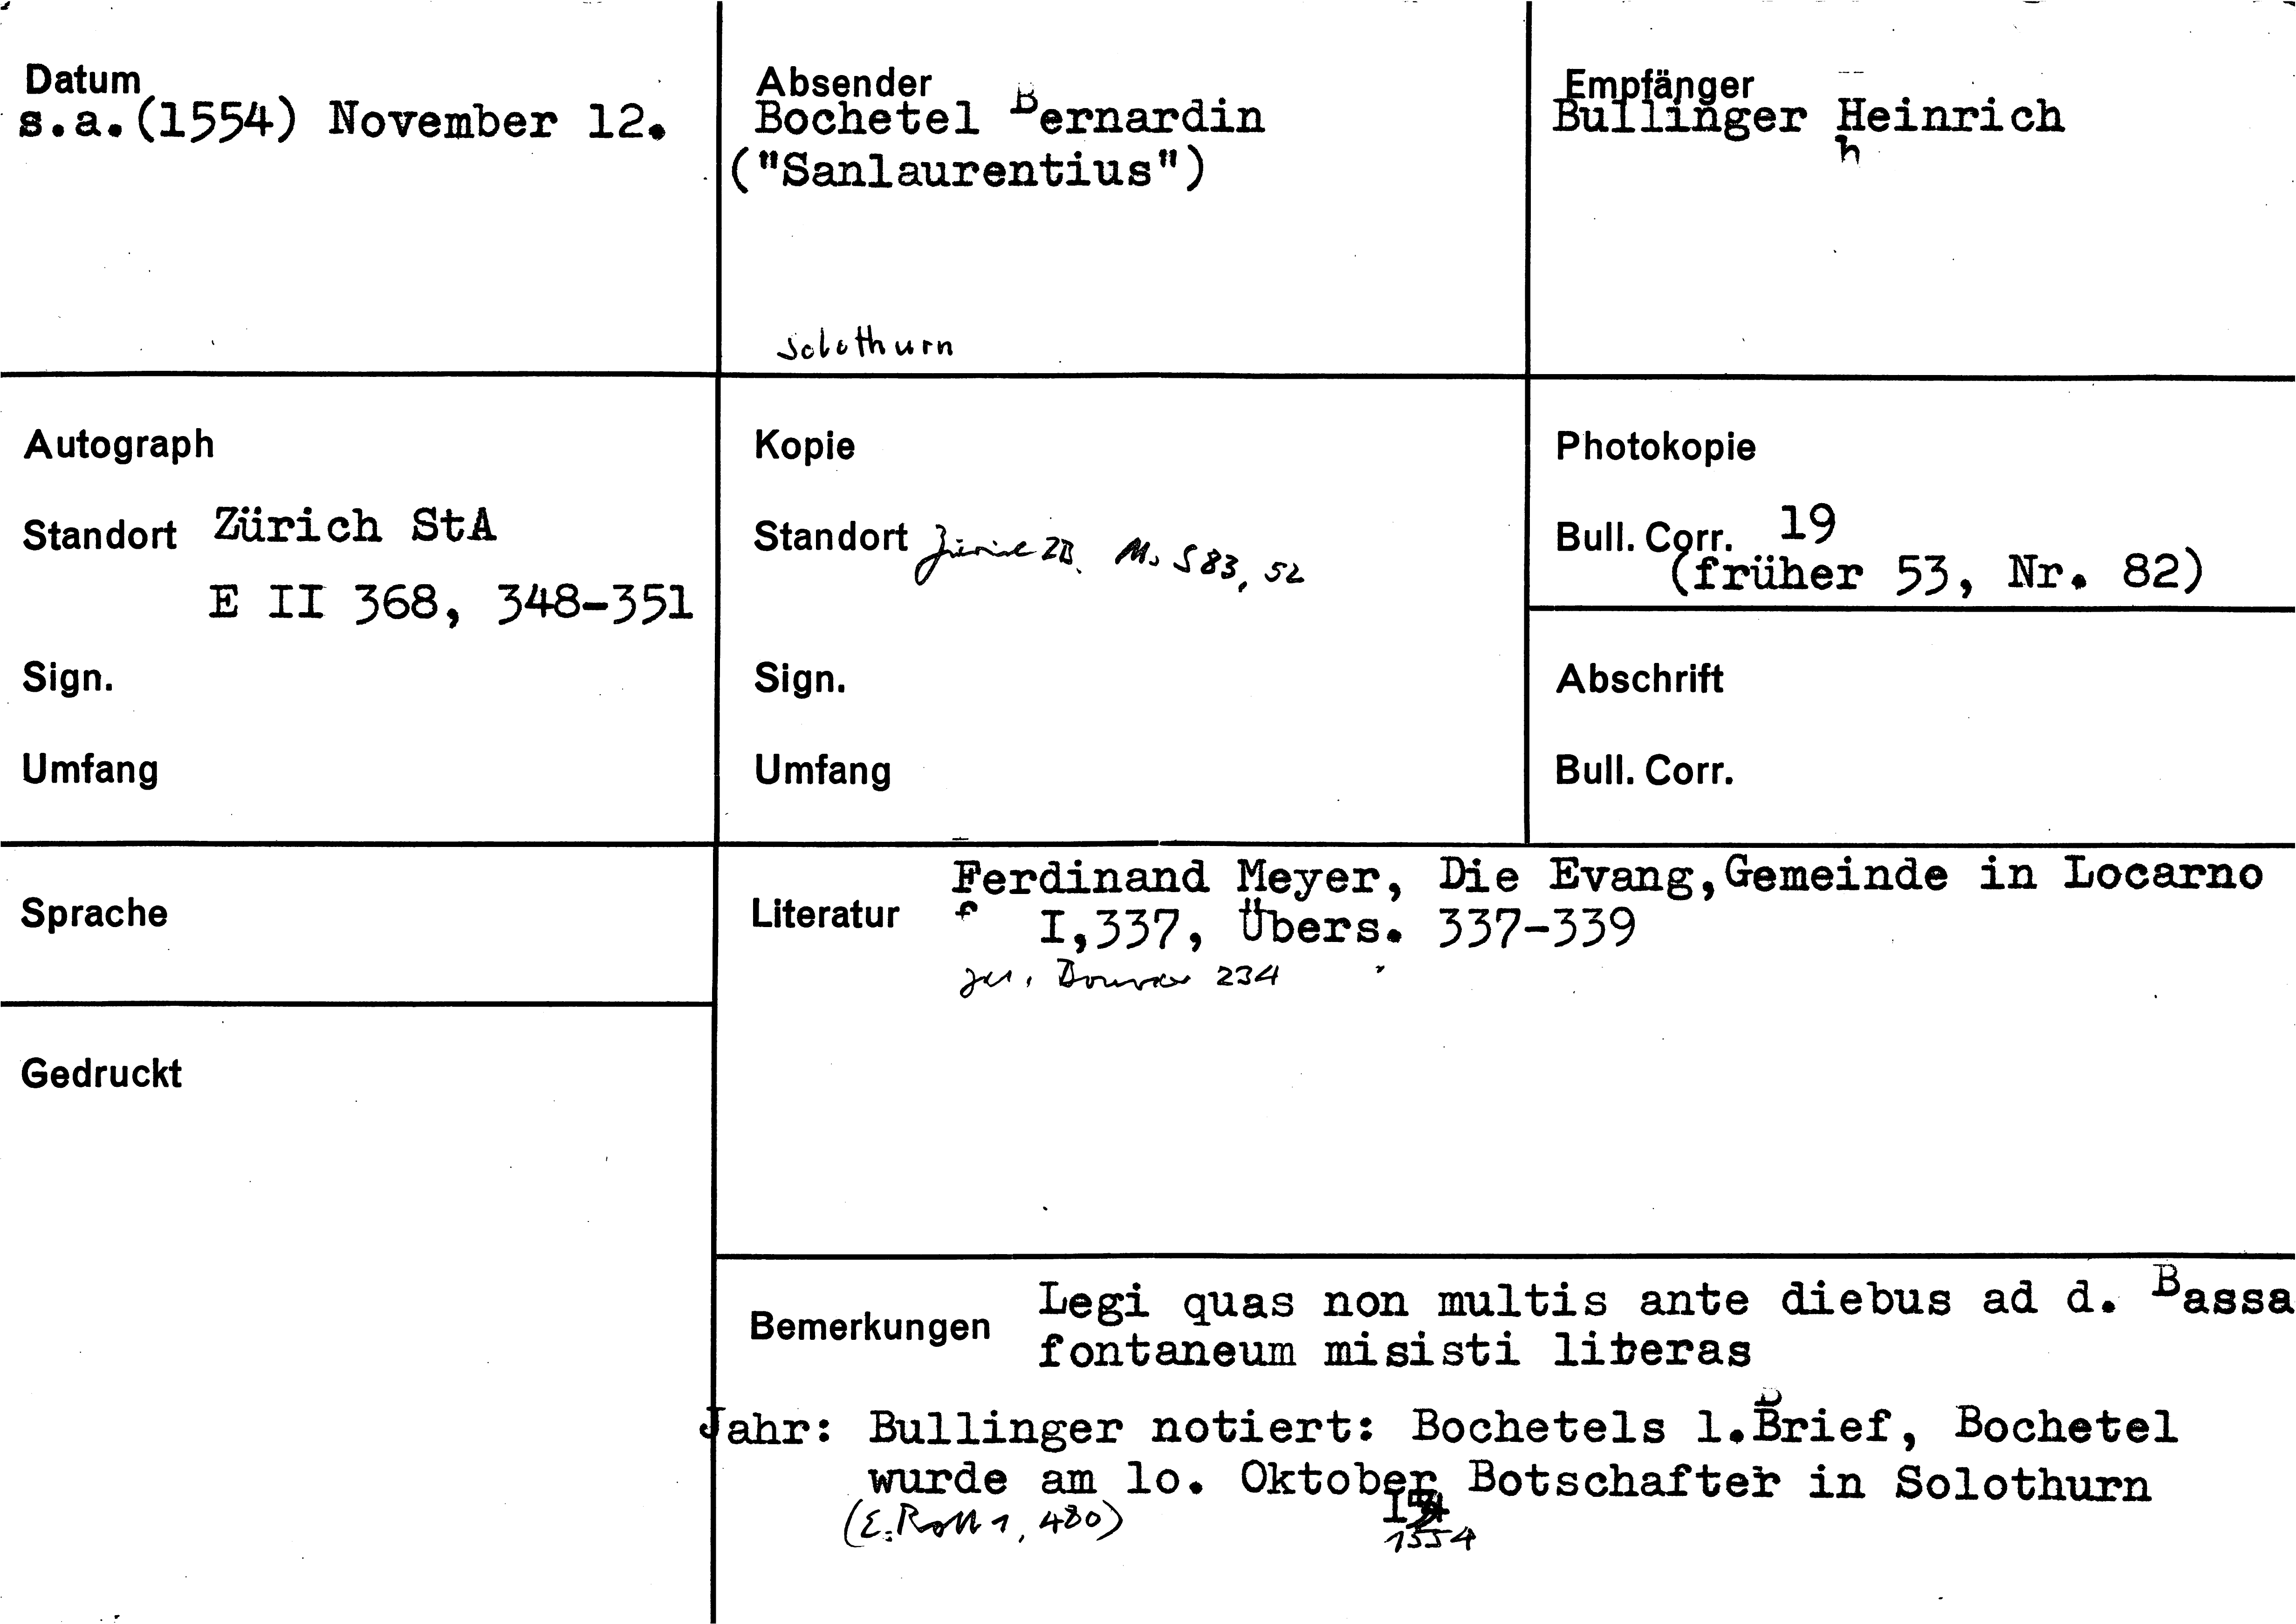 Datum
s.a.(1554) November 12.
Absender
Bochetel Bernardin
("Sanlaurentius")
Solothurn
Empfänger
Bullinger Heinrich
h
Autograph
Standort Zürich StA
E II 368, 348-351
Sign.
Umfang
Kopie
Standort Zürich ZB. Ms S 83, 52
Sign.
Umfang
Photokopie
Bull. Corr. 19
(früher 53, Nr. 82)
Abschrift
Bull. Corr.
Sprache
Gedruckt
Literatur
Ferdinand Meyer, Die Evang,Gemeinde in Locarno
I,337, Übers. 337-339
234
Bemerkungen
Legi quas non multis ante diebus ad d. Bassa
fontaneum misisti literas
Jahr: Bullinger notiert: Bochetels 1.Brief, Bochetel
wurde am lo. Oktober Botschafter in Solothurn
(E. Rott 1, 480)
1554